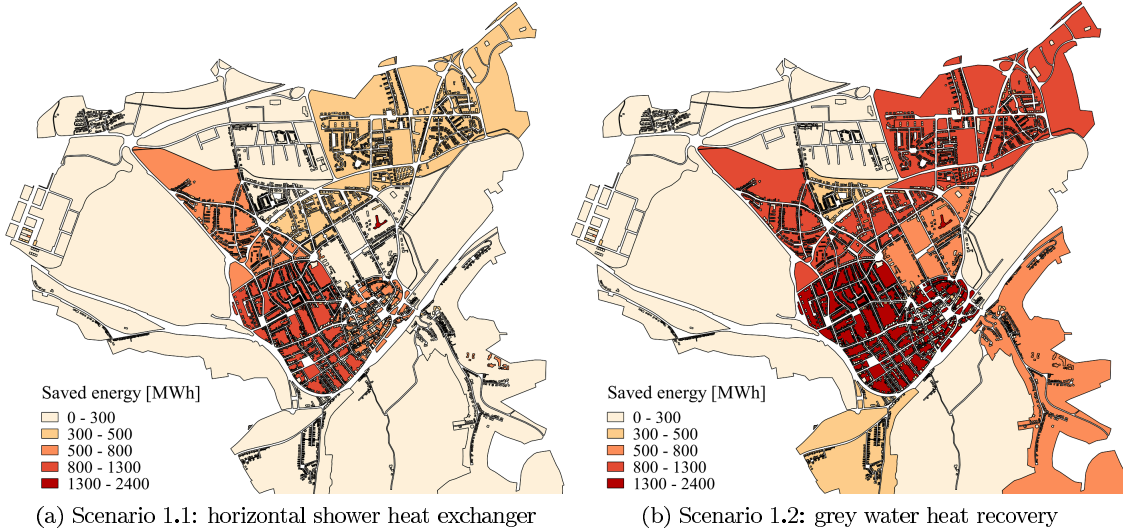 Saved energy [MWh]
0 - 300
300 - 500
500 - 800
800 - 1300
1300 - 2400
(a) Scenario 1.1: horizontal shower heat exchanger
Saved energy [MWh]
0 - 300
300 - 500
500 - 800
800 - 1300
1300 - 2400
(b) Scenario 1.2: grey water heat recovery